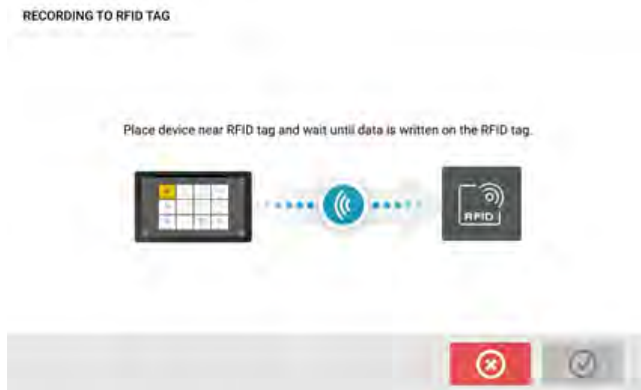 RECORDING TO RFID TAG
Place device near RFID tag and wait until data is written on the RFID tag.
RFID